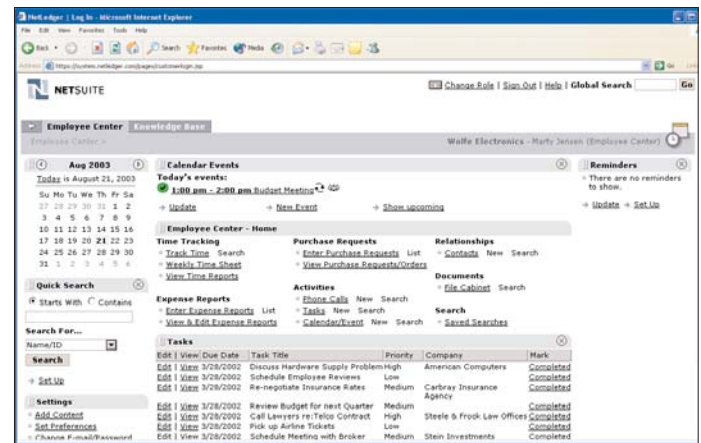 NetLedger | Log In - Microsoft Internet Explorer
File Edit View Favorites Tools Help
Back Search Favorites Media
Address https://system.netledger.com/pages/customerlogin.jsp Go
NETSUITE
Change Role | Sign Out | Help | Global Search Go
Employee Center Knowledge Base
Employee Center »
Wolfe Electronics - Marty Jensen (Employee Center)
Aug 2003
Today is August 21, 2003
Su Mo Tu We Th Fr Sa
27 28 29 30 31 1 2
3 4 5 6 7 8 9
10 11 12 13 14 15 16
17 18 19 20 21 22 23
24 25 26 27 28 29 30
31 1 2 3 4 5 6
Quick Search
Starts With Contains
Search For...
Name/ID
Search
Set Up
Settings
Add Content
Set Preferences
Change E-mail/Password
Calendar Events
Today's events:
1:00 pm - 2:00 pm Budget Meeting
Update New Event Show upcoming
Employee Center - Home
Time Tracking
Track Time Search
Weekly Time Sheet
View Time Reports
Expense Reports
Enter Expense Reports List
View & Edit Expense Reports
Purchase Requests
Enter Purchase Requests List
View Purchase Requests/Orders
Activities
Phone Calls New Search
Tasks New Search
Calendar/Event New Search
Relationships
Contacts New Search
Documents
File Cabinet Search
Search
Saved Searches
Tasks
Edit | View Due Date Task Title Priority Company Mark
Edit | View 3/28/2002 Discuss Hardware Supply Problem High American Computers Completed
Edit | View 3/28/2002 Schedule Employee Reviews Low Completed
Edit | View 3/28/2002 Re-negotiate Insurance Rates Medium Carbray Insurance Completed
Agency
Edit | View 3/28/2002 Review Budget for next Quarter Medium Completed
Edit | View 3/28/2002 Call Lawyers re:Telco Contract High Steele & Frock Law Offices Completed
Edit | View 3/28/2002 Pick up Airline Tickets Low Completed
Edit | View 3/28/2002 Schedule Meeting with Broker Medium Stein Investments Completed
Reminders
There are no reminders
to show.
Update Set Up